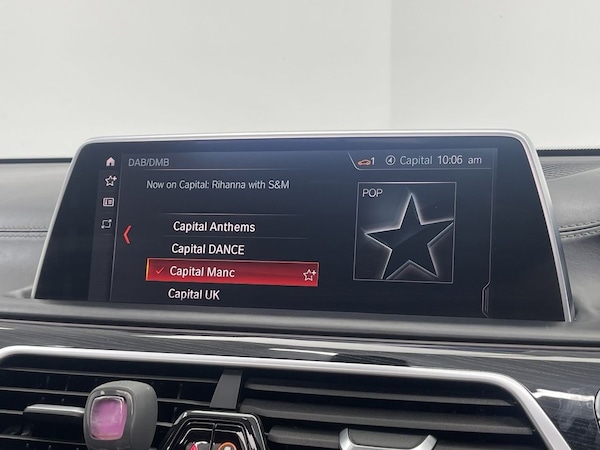 DAB/DMB
1 4 Capital 10:06 am
Now on Capital: Rihanna with S&M
POP
Capital Anthems
Capital DANCE
Capital Manc
Capital UK